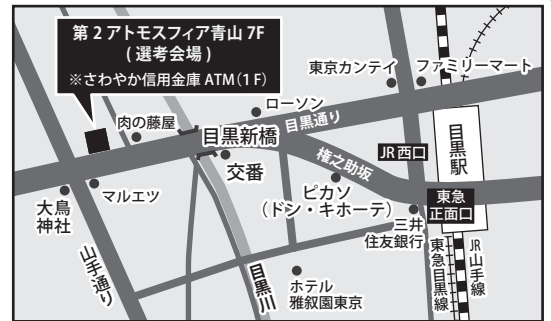 第2アトモスフィア青山 7F
(選考会場)
※さわやか信用金庫 ATM(1F)
東京カンテイ
ファミリーマート
ローソン
肉の藤屋
目黒通り
目黒新橋
JR西口
目黒駅
交番
権之助坂
マルエツ
ピカソ
(ドン・キホーテ)
東急
正面口
大鳥
神社
三井
住友銀行
山手通り
目黒川
ホテル
雅叙園東京
東急目黒線
JR山手線